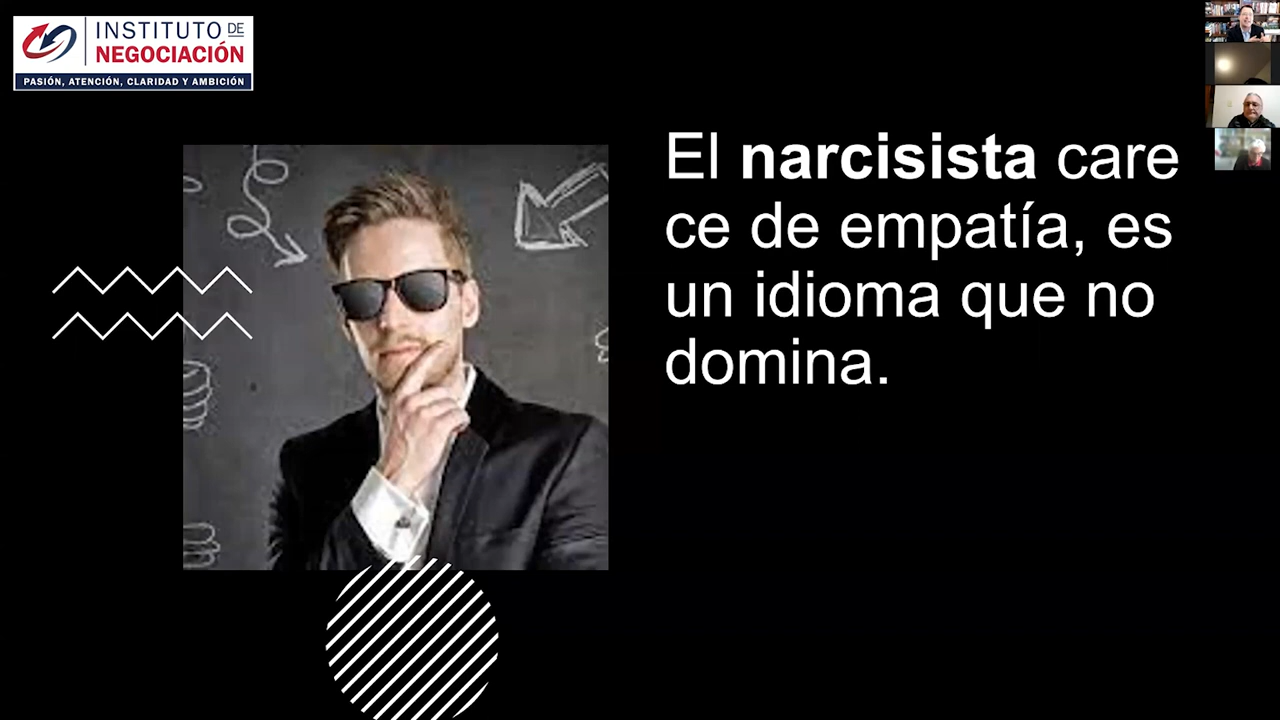 INSTITUTO DE
NEGOCIACIÓN
PASIÓN, ATENCIÓN, CLARIDAD Y AMBICIÓN
El narcisista care
ce de empatía, es
un idioma que no
domina.